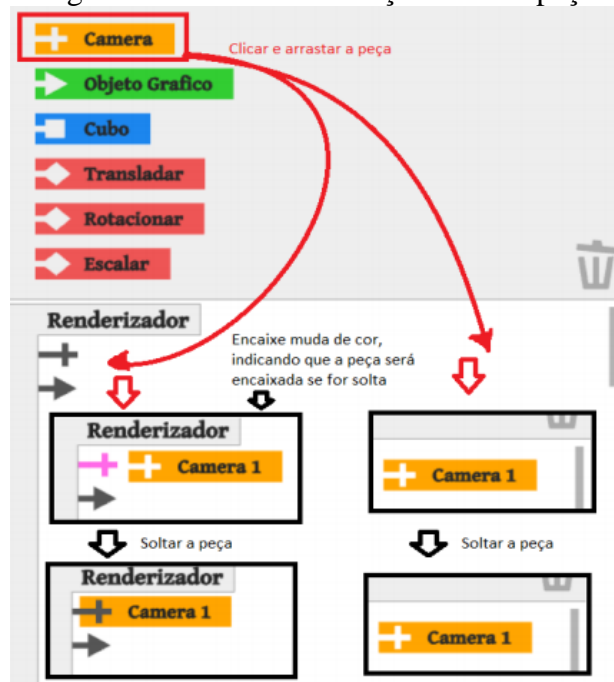 Camera
Clicar e arrastar a peça
Objeto Grafico
Cubo
Transladar
Rotacionar
Escalar
Renderizador
Encaixe muda de cor,
indicando que a peça será
encaixada se for solta
Renderizador
Camera 1
Camera 1
Soltar a peça
Soltar a peça
Renderizador
Camera 1
Camera 1